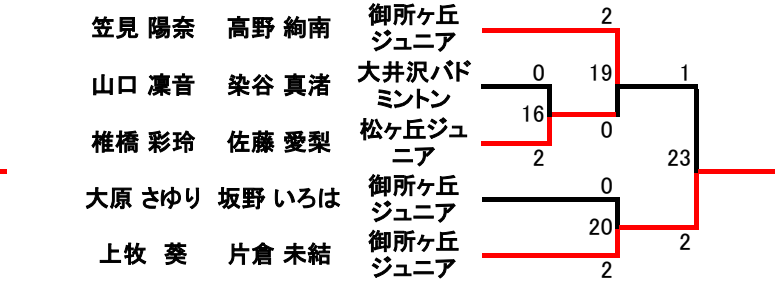 笠見 陽奈 高野 絢南 御所ヶ丘ジュニア 2
山口 凜音 染谷 真渚 大井沢バドミントン 0 19 1
16
椎橋 彩玲 佐藤 愛梨 松ヶ丘ジュニア 2 0
23
大原 さゆり 坂野 いろは 御所ヶ丘ジュニア 0
20
上牧 葵 片倉 未結 御所ヶ丘ジュニア 2 2